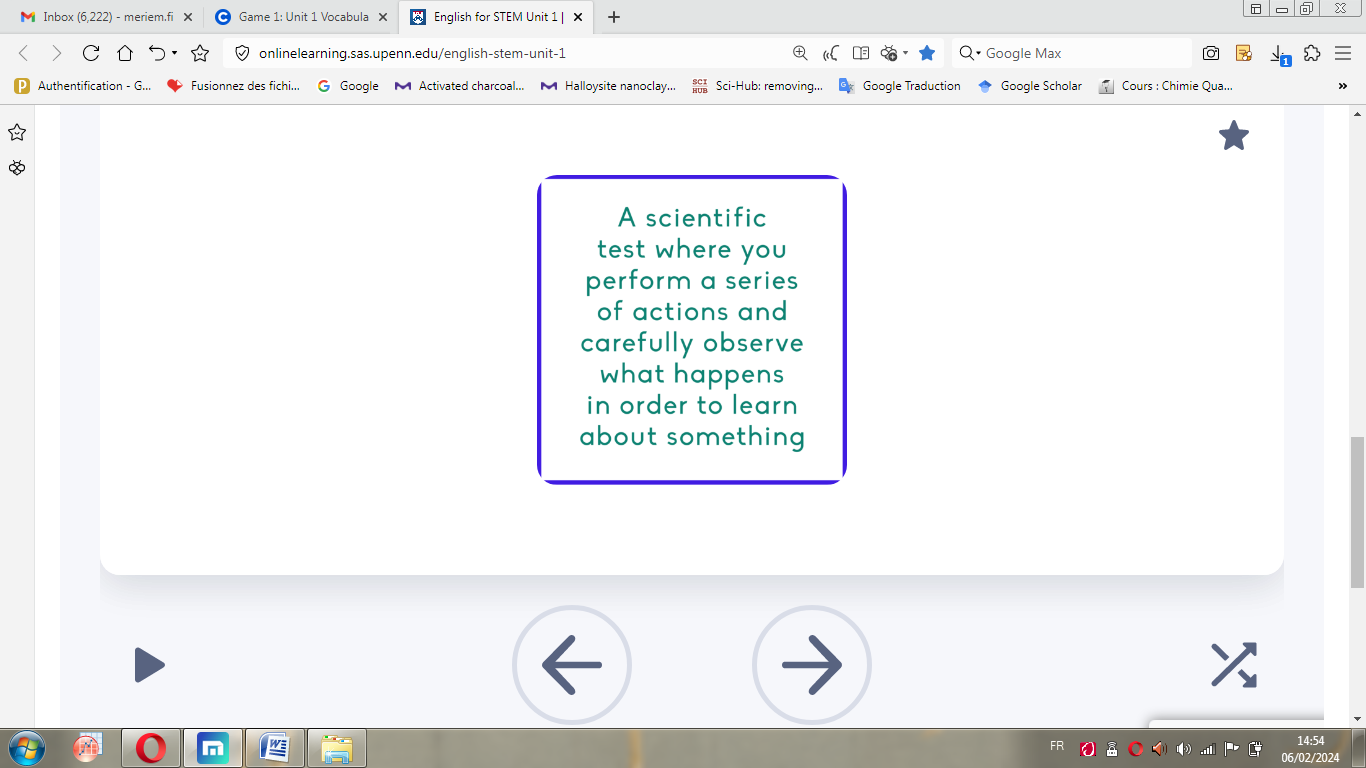 Inbox (6,222) - meriem.fi
Game 1: Unit 1 Vocabula
English for STEM Unit 1 |
onlinelearning.sas.upenn.edu/english-stem-unit-1
Google Max
1
Authentification - G...
Fusionnez des fichi...
Google
Activated charcoal...
Halloysite nanoclay...
SCI HUB
Sci-Hub: removing...
Google Traduction
Google Scholar
Cours : Chimie Qua...
»
A scientific
test where you
perform a series
of actions and
carefully observe
what happens
in order to learn
about something
FR
14:54
06/02/2024